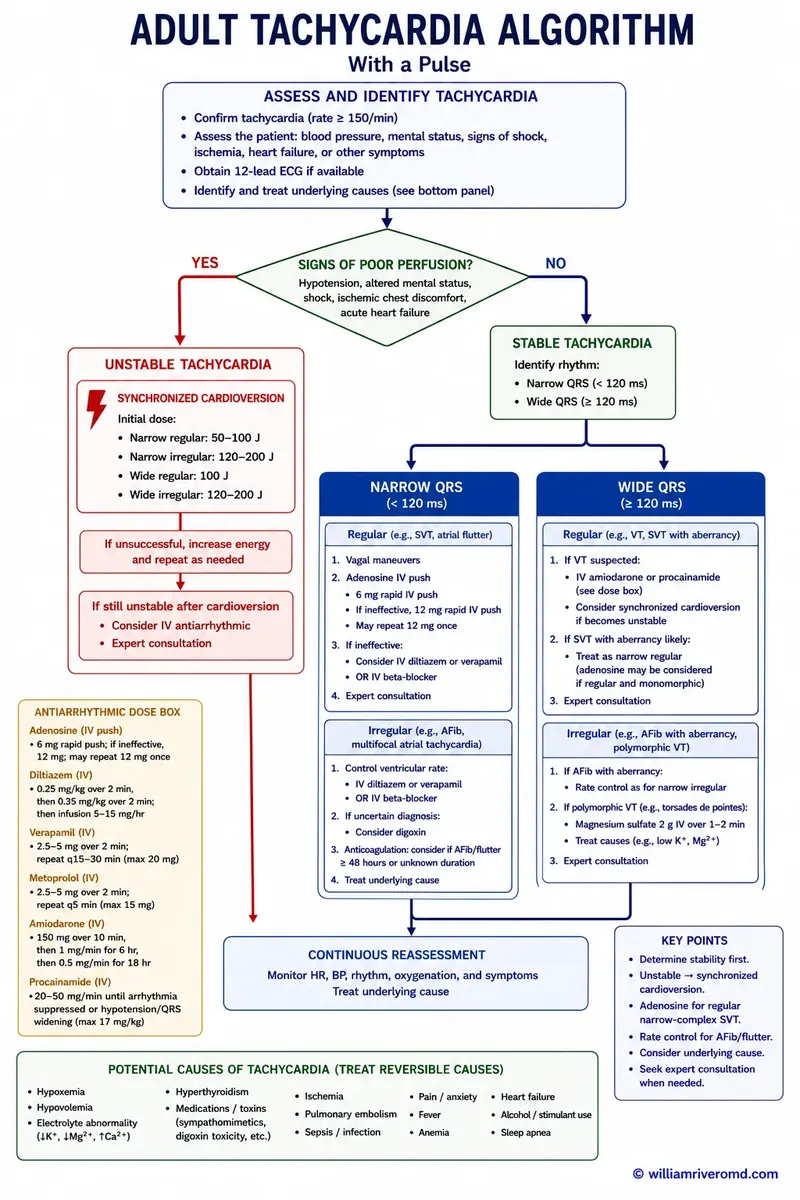 ADULT TACHYCARDIA ALGORITHM
With a Pulse
ASSESS AND IDENTIFY TACHYCARDIA
• Confirm tachycardia (rate ≥ 150/min)
• Assess the patient: blood pressure, mental status, signs of shock,
ischemia, heart failure, or other symptoms
• Obtain 12-lead ECG if available
• Identify and treat underlying causes (see bottom panel)
YES
SIGNS OF POOR PERFUSION?
Hypotension, altered mental status,
shock, ischemic chest discomfort,
acute heart failure
NO
UNSTABLE TACHYCARDIA
SYNCHRONIZED CARDIOVERSION
Initial dose:
• Narrow regular: 50–100 J
• Narrow irregular: 120–200 J
• Wide regular: 100 J
• Wide irregular: 120–200 J
If unsuccessful, increase energy
and repeat as needed
If still unstable after cardioversion
• Consider IV antiarrhythmic
• Expert consultation
STABLE TACHYCARDIA
Identify rhythm:
• Narrow QRS (< 120 ms)
• Wide QRS (≥ 120 ms)
NARROW QRS
(< 120 ms)
Regular (e.g., SVT, atrial flutter)
1. Vagal maneuvers
2. Adenosine IV push
• 6 mg rapid IV push
• If ineffective, 12 mg rapid IV push
• May repeat 12 mg once
3. If ineffective:
• Consider IV diltiazem or verapamil
• OR IV beta-blocker
4. Expert consultation
Irregular (e.g., AFib,
multifocal atrial tachycardia)
1. Control ventricular rate:
• IV diltiazem or verapamil
• OR IV beta-blocker
2. If uncertain diagnosis:
• Consider digoxin
3. Anticoagulation: consider if AFib/flutter
≥ 48 hours or unknown duration
4. Treat underlying cause
WIDE QRS
(≥ 120 ms)
Regular (e.g., VT, SVT with aberrancy)
1. If VT suspected:
• IV amiodarone or procainamide
(see dose box)
• Consider synchronized cardioversion
if becomes unstable
2. If SVT with aberrancy likely:
• Treat as narrow regular
(adenosine may be considered
if regular and monomorphic)
3. Expert consultation
Irregular (e.g., AFib with aberrancy,
polymorphic VT)
1. If AFib with aberrancy:
• Rate control as for narrow irregular
2. If polymorphic VT (e.g., torsades de pointes):
• Magnesium sulfate 2 g IV over 1–2 min
• Treat causes (e.g., low K⁺, Mg²⁺)
3. Expert consultation
ANTIARRHYTHMIC DOSE BOX
Adenosine (IV push)
• 6 mg rapid push; if ineffective,
12 mg; may repeat 12 mg once
Diltiazem (IV)
• 0.25 mg/kg over 2 min,
then 0.35 mg/kg over 2 min;
then infusion 5–15 mg/hr
Verapamil (IV)
• 2.5–5 mg over 2 min;
repeat q15–30 min (max 20 mg)
Metoprolol (IV)
• 2.5–5 mg over 2 min;
repeat q5 min (max 15 mg)
Amiodarone (IV)
• 150 mg over 10 min,
then 1 mg/min for 6 hr,
then 0.5 mg/min for 18 hr
Procainamide (IV)
• 20–50 mg/min until arrhythmia
suppressed or hypotension/QRS
widening (max 17 mg/kg)
CONTINUOUS REASSESSMENT
Monitor HR, BP, rhythm, oxygenation, and symptoms
Treat underlying cause
KEY POINTS
• Determine stability first.
• Unstable → synchronized
cardioversion.
• Adenosine for regular
narrow-complex SVT.
• Rate control for AFib/flutter.
• Consider underlying cause.
• Seek expert consultation
when needed.
POTENTIAL CAUSES OF TACHYCARDIA (TREAT REVERSIBLE CAUSES)
• Hypoxemia
• Hypovolemia
• Electrolyte abnormality
(↓K⁺, ↓Mg²⁺, ↑Ca²⁺)
• Hyperthyroidism
• Medications / toxins
(sympathomimetics,
digoxin toxicity, etc.)
• Ischemia
• Pulmonary embolism
• Sepsis / infection
• Pain / anxiety
• Fever
• Anemia
• Heart failure
• Alcohol / stimulant use
• Sleep apnea
© williamriveromd.com